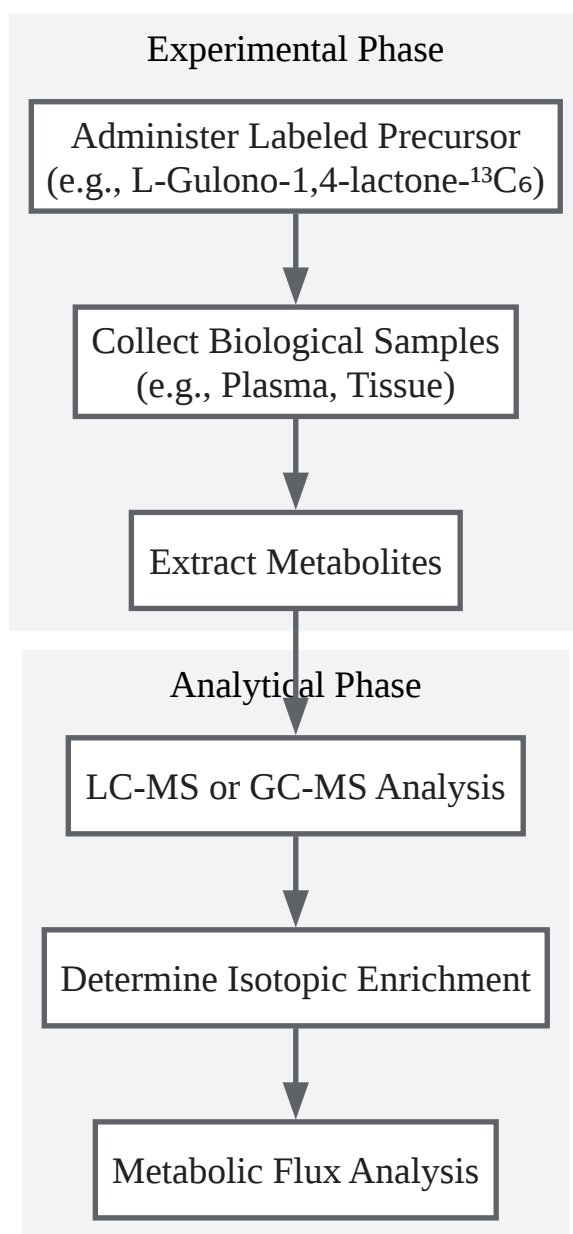 Experimental Phase
Administer Labeled Precursor
(e.g., L-Gulono-1,4-lactone-¹³C₆)
Collect Biological Samples
(e.g., Plasma, Tissue)
Extract Metabolites
Analytical Phase
LC-MS or GC-MS Analysis
Determine Isotopic Enrichment
Metabolic Flux Analysis